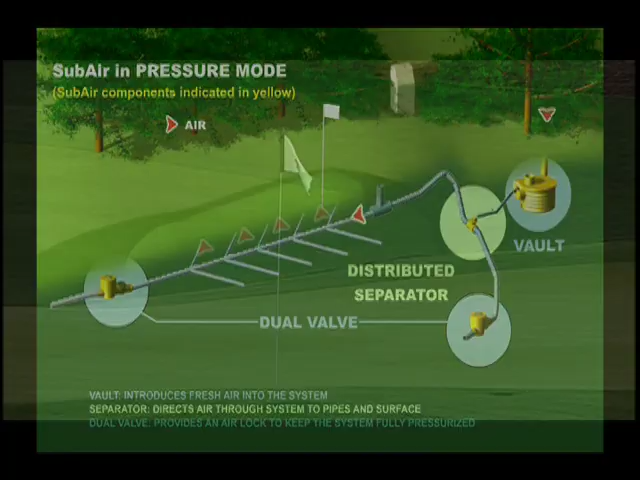 SubAir in PRESSURE MODE
(SubAir components indicated in yellow)
AIR
VAULT
DISTRIBUTED
SEPARATOR
DUAL VALVE
VAULT: INTRODUCES FRESH AIR INTO THE SYSTEM
SEPARATOR: DIRECTS AIR THROUGH SYSTEM TO PIPES AND SURFACE
DUAL VALVE: PROVIDES AN AIR LOCK TO KEEP THE SYSTEM FULLY PRESSURIZED